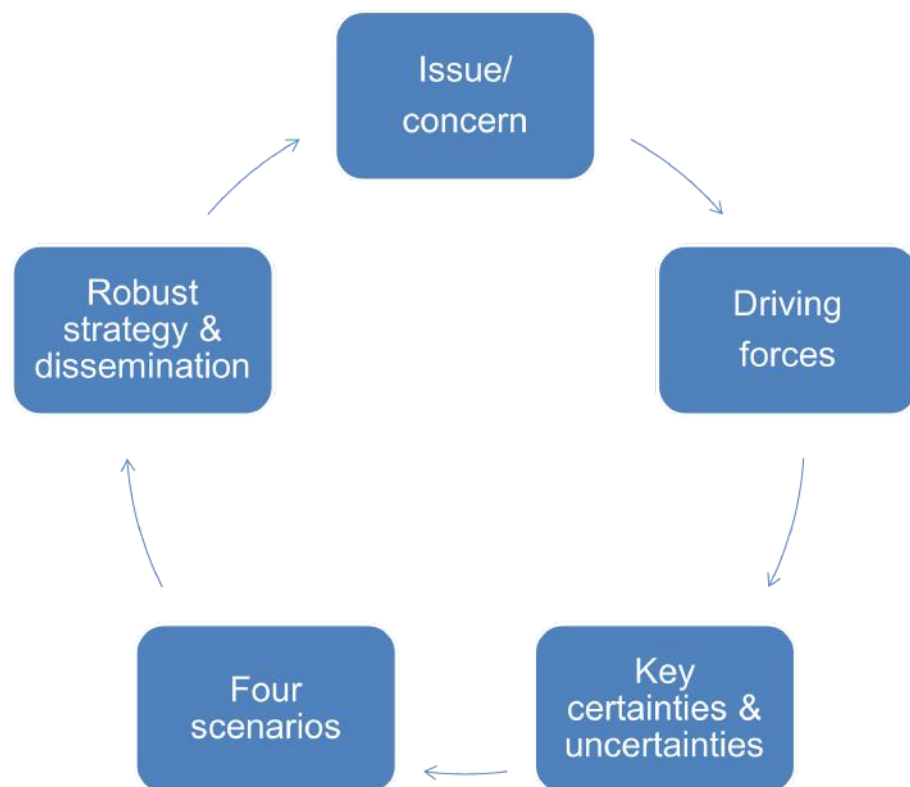 Issue/
concern
Driving
forces
Key
certainties &
uncertainties
Four
scenarios
Robust
strategy &
dissemination